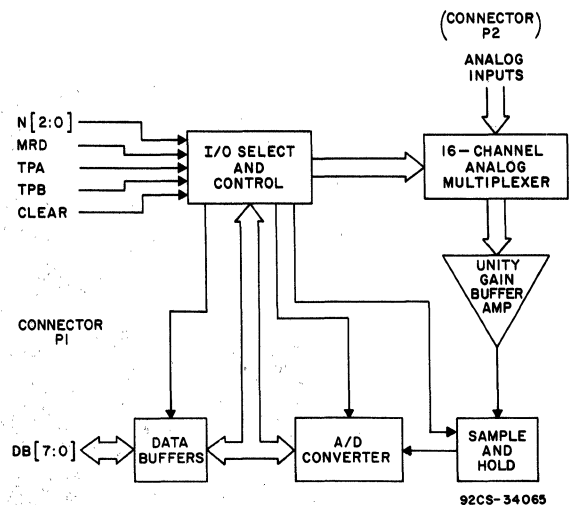 (CONNECTOR
P2)
ANALOG
INPUTS
N[2:0]
MRD
TPA
TPB
CLEAR
I/O SELECT
AND
CONTROL
16-CHANNEL
ANALOG
MULTIPLEXER
UNITY
GAIN
BUFFER
AMP
CONNECTOR
P1
DB[7:0]
DATA
BUFFERS
A/D
CONVERTER
SAMPLE
AND
HOLD
92CS-34065